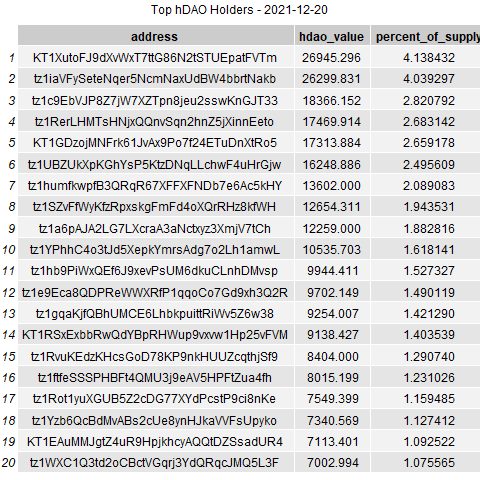 Top hDAO Holders - 2021-12-20
address hdao_value percent_of_supply
1 KT1XutoFJ9dXvWxT7ttG86N2tSTUEpatFVTm 26945.296 4.138432
2 tz1iaVFySeteNqer5NcmNaxUdBW4bbrtNakb 26299.831 4.039297
3 tz1c9EbVJP8Z7jW7XZTpn8jeu2sswKnGJT33 18366.152 2.820792
4 tz1RerLHMTsHNjxQQnvSqn2hnZ5jXinnEeto 17469.914 2.683142
5 KT1GDzojMNFrk61JvAx9Po7f24ETuDnXtRo5 17313.884 2.659178
6 tz1UBZUkXpKGhYsP5KtzDNqLLchwF4uHrGjw 16248.886 2.495609
7 tz1humfkwpfB3QRqR67XFFXFNDb7e6Ac5kHY 13602.000 2.089083
8 tz1SZvFfWyKfzRpxskgFmFd4oXQrRHz8kfWH 12654.311 1.943531
9 tz1a6pAJA2LG7LXcraA3aNctxyz3XmjV7tCh 12259.000 1.882816
10 tz1YPhhC4o3tJd5XepkYmrsAdg7o2Lh1amwL 10535.703 1.618141
11 tz1hb9PiWxQEf6J9xevPsUM6dkuCLnhDMvsp 9944.411 1.527327
12 tz1e9Eca8QDPReWWXRfP1qqoCo7Gd9xh3Q2R 9702.149 1.490119
13 tz1gqaKjfQBhUMCE6LhbkpuittRiWv5Z6w38 9254.007 1.421290
14 KT1RSxExbbRwQdYBpRHWup9vxvw1Hp25vFVM 9138.427 1.403539
15 tz1RvuKEdzKHcsGoD78KP9nkHUUZcqthjSf9 8404.000 1.290740
16 tz1ftfeSSSPHBFt4QMU3j9eAV5HPFtZua4fh 8015.199 1.231026
17 tz1Rot1yuXGUB5Z2cDG77XYdPcstP9ci8nKe 7549.399 1.159485
18 tz1Yzb6QcBdMvABs2cUe8ynHJkaVVFsUpyko 7340.569 1.127412
19 KT1EAuMMJgtZ4uR9HpjkhcyAQQtDZSsadUR4 7113.401 1.092522
20 tz1WXC1Q3td2oCBctVGqrj3YdQRqcJMQ5L3F 7002.994 1.075565